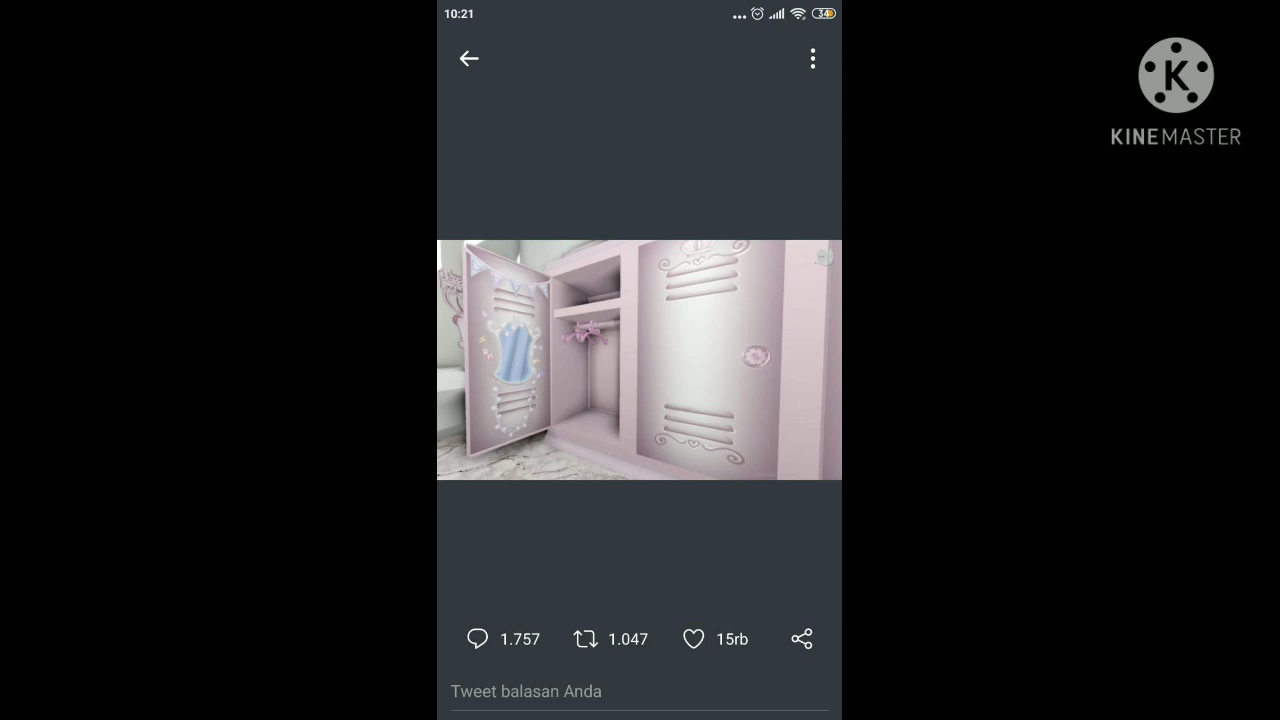 10:21
34
K
KINEMASTER
1.757
1.047
15rb
Tweet balasan Anda